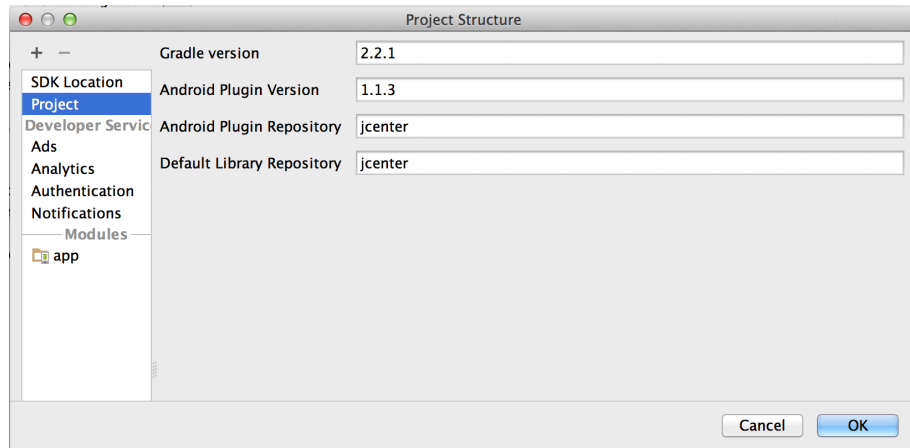 Project Structure
+ −
SDK Location
Project
Developer Servic
Ads
Analytics
Authentication
Notifications
Modules
app
Gradle version 2.2.1
Android Plugin Version 1.1.3
Android Plugin Repository jcenter
Default Library Repository jcenter
Cancel OK